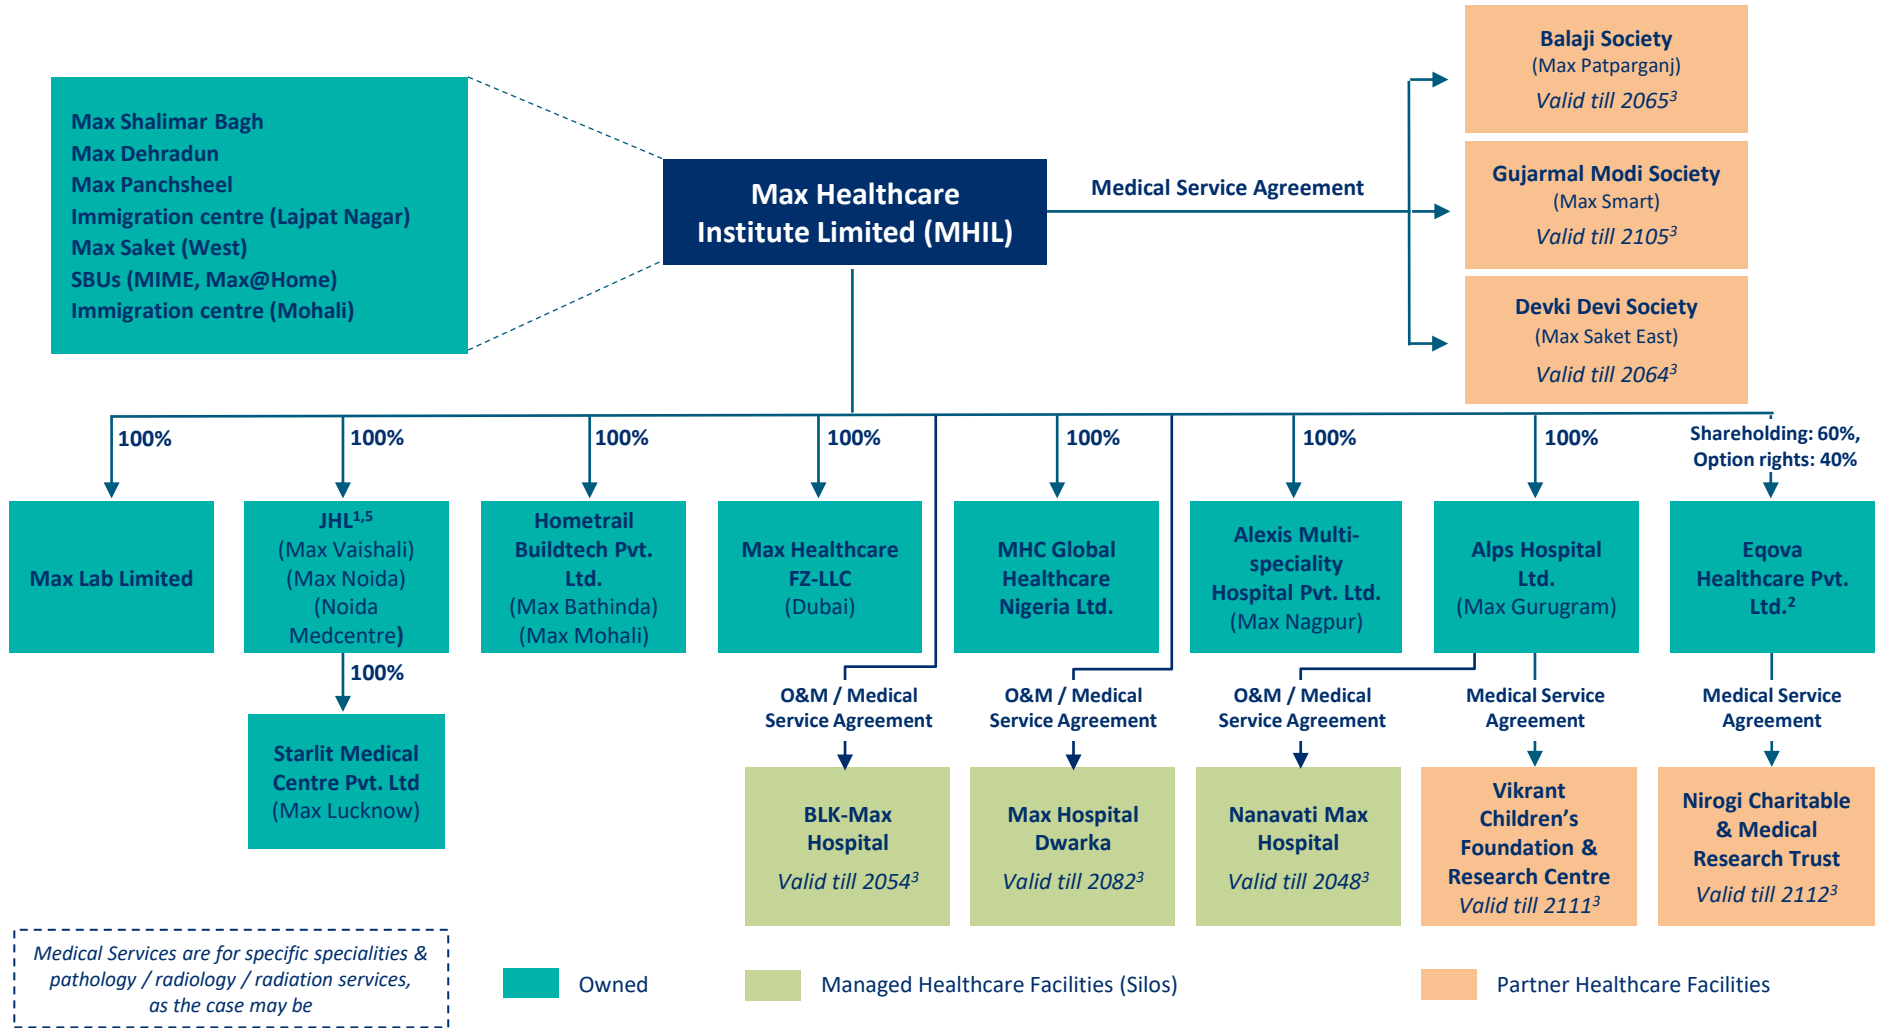 Balaji Society
(Max Patparganj)
Valid till 2065³
Max Shalimar Bagh
Max Dehradun
Max Panchsheel
Immigration centre (Lajpat Nagar)
Max Saket (West)
SBUs (MIME, Max@Home)
Immigration centre (Mohali)
Max Healthcare
Institute Limited (MHIL)
Medical Service Agreement
Gujarmal Modi Society
(Max Smart)
Valid till 2105³
Devki Devi Society
(Max Saket East)
Valid till 2064³
100%
100%
100%
100%
100%
100%
100%
Shareholding: 60%,
Option rights: 40%
Max Lab Limited
JHL¹,⁵
(Max Vaishali)
(Max Noida)
(Noida
Medcentre)
Hometrail
Buildtech Pvt.
Ltd.
(Max Bathinda)
(Max Mohali)
Max Healthcare
FZ-LLC
(Dubai)
MHC Global
Healthcare
Nigeria Ltd.
Alexis Multi-
speciality
Hospital Pvt. Ltd.
(Max Nagpur)
Alps Hospital
Ltd.
(Max Gurugram)
Eqova
Healthcare Pvt.
Ltd.²
100%
Starlit Medical
Centre Pvt. Ltd
(Max Lucknow)
O&M / Medical
Service Agreement
O&M / Medical
Service Agreement
O&M / Medical
Service Agreement
Medical Service
Agreement
Medical Service
Agreement
BLK-Max
Hospital
Valid till 2054³
Max Hospital
Dwarka
Valid till 2082³
Nanavati Max
Hospital
Valid till 2048³
Vikrant
Children’s
Foundation &
Research Centre
Valid till 2111³
Nirogi Charitable
& Medical
Research Trust
Valid till 2112³
Medical Services are for specific specialities &
pathology / radiology / radiation services,
as the case may be
Owned
Managed Healthcare Facilities (Silos)
Partner Healthcare Facilities